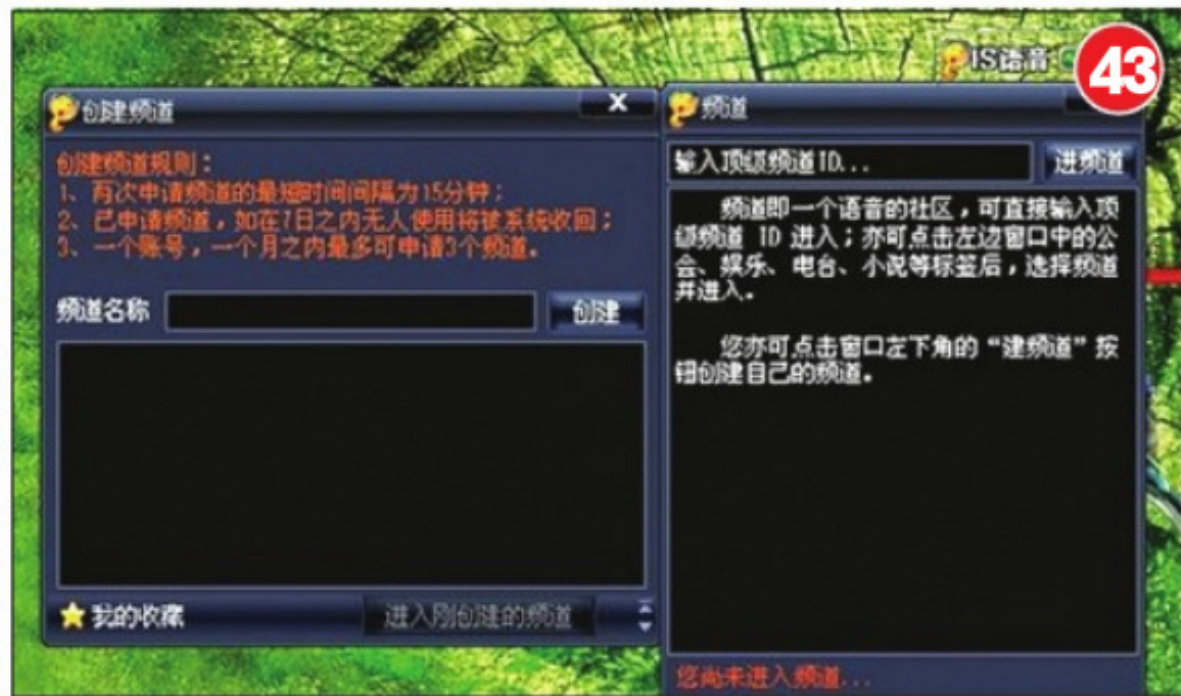 43
IS语音
创建频道
X
创建频道规则：
1、两次申请频道的最短时间间隔为15分钟；
2、已申请频道，如在7日之内无人使用将被系统收回；
3、一个账号，一个月之内最多可申请3个频道。
频道名称
创建
我的收藏
进入刚创建的频道
频道
输入顶级频道ID...
进频道
频道即一个语音的社区，可直接输入顶
级频道 ID 进入；亦可点击左边窗口中的公
会、娱乐、电台、小说等标签后，选择频道
并进入。
您亦可点击窗口左下角的“建频道”按
钮创建自己的频道。
您尚未进入频道...